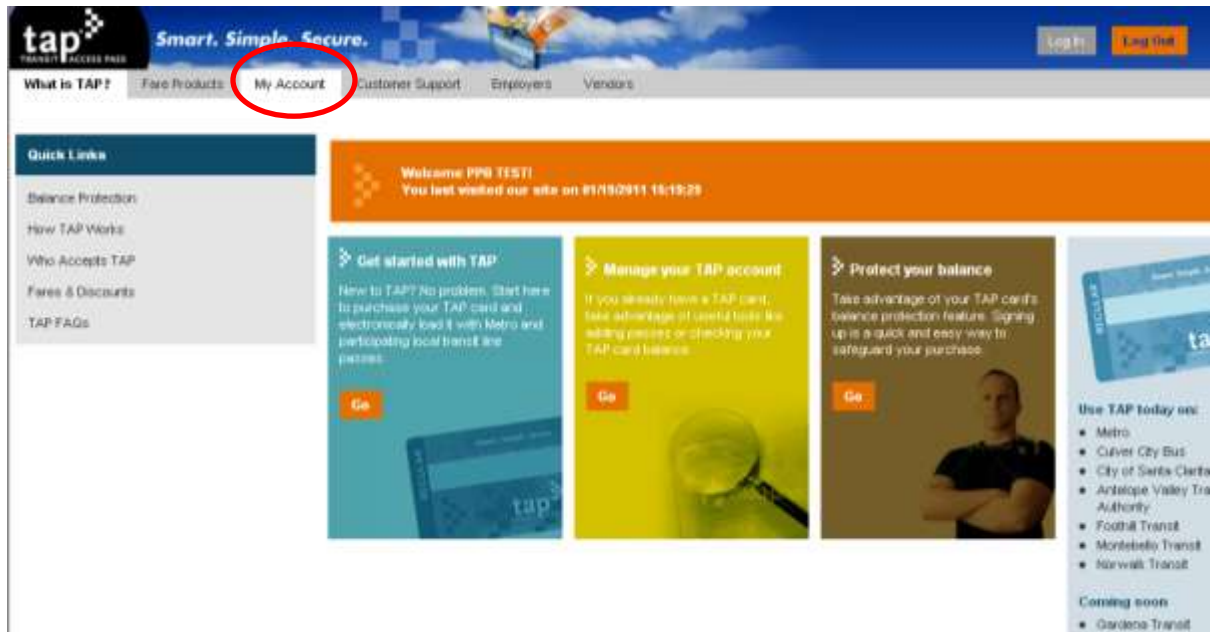 tap
TRANSIT ACCESS PASS
Smart. Simple. Secure.
Log In
Log Out
What is TAP?
Fare Products
My Account
Customer Support
Employers
Vendors
Quick Links
Balance Protection
How TAP Works
Who Accepts TAP
Fares & Discounts
TAP FAQs
Welcome PPB TEST!
You last visited our site on 01/19/2011 15:15:29
Get started with TAP
New to TAP? No problem. Start here
to purchase your TAP card and
electronically load it with Metro and
participating local transit line
passes.
Go
tap
Manage your TAP account
If you already have a TAP card,
take advantage of useful tools like
adding passes or checking your
TAP card balance.
Go
Protect your balance
Take advantage of your TAP card's
balance protection feature. Signing
up is a quick and easy way to
safeguard your purchase.
Go
REGULAR
ta
Use TAP today on:
Metro
Culver City Bus
City of Santa Clarita
Antelope Valley Tra
Authority
Foothill Transit
Montebello Transit
Norwalk Transit
Coming soon
Gardena Transit